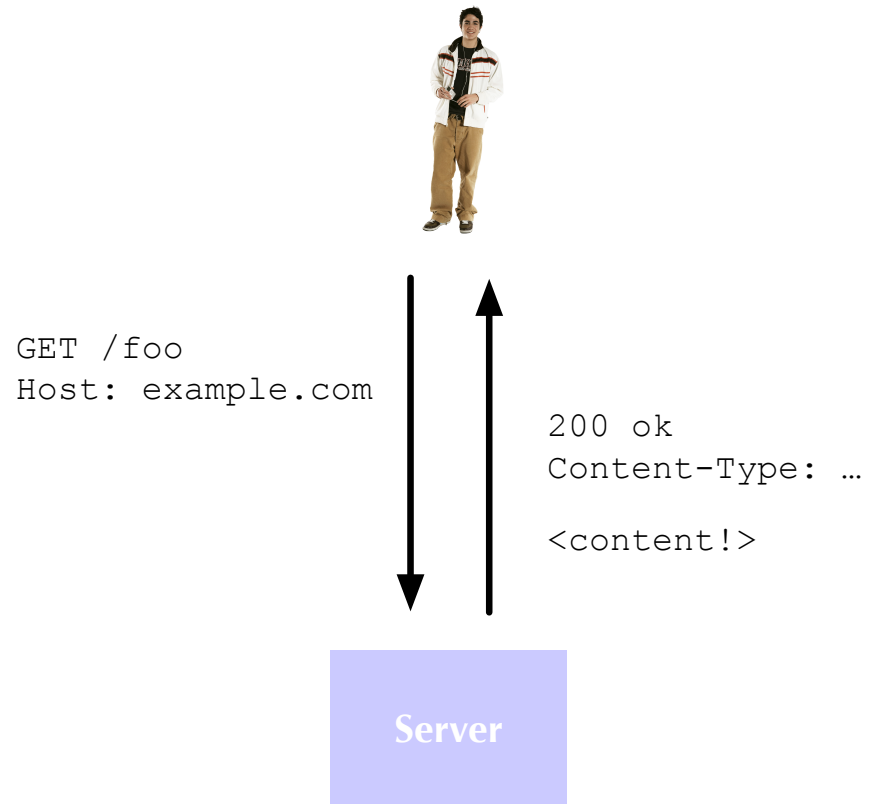 GET /foo
Host: example.com
200 ok
Content-Type: …
<content!>
Server